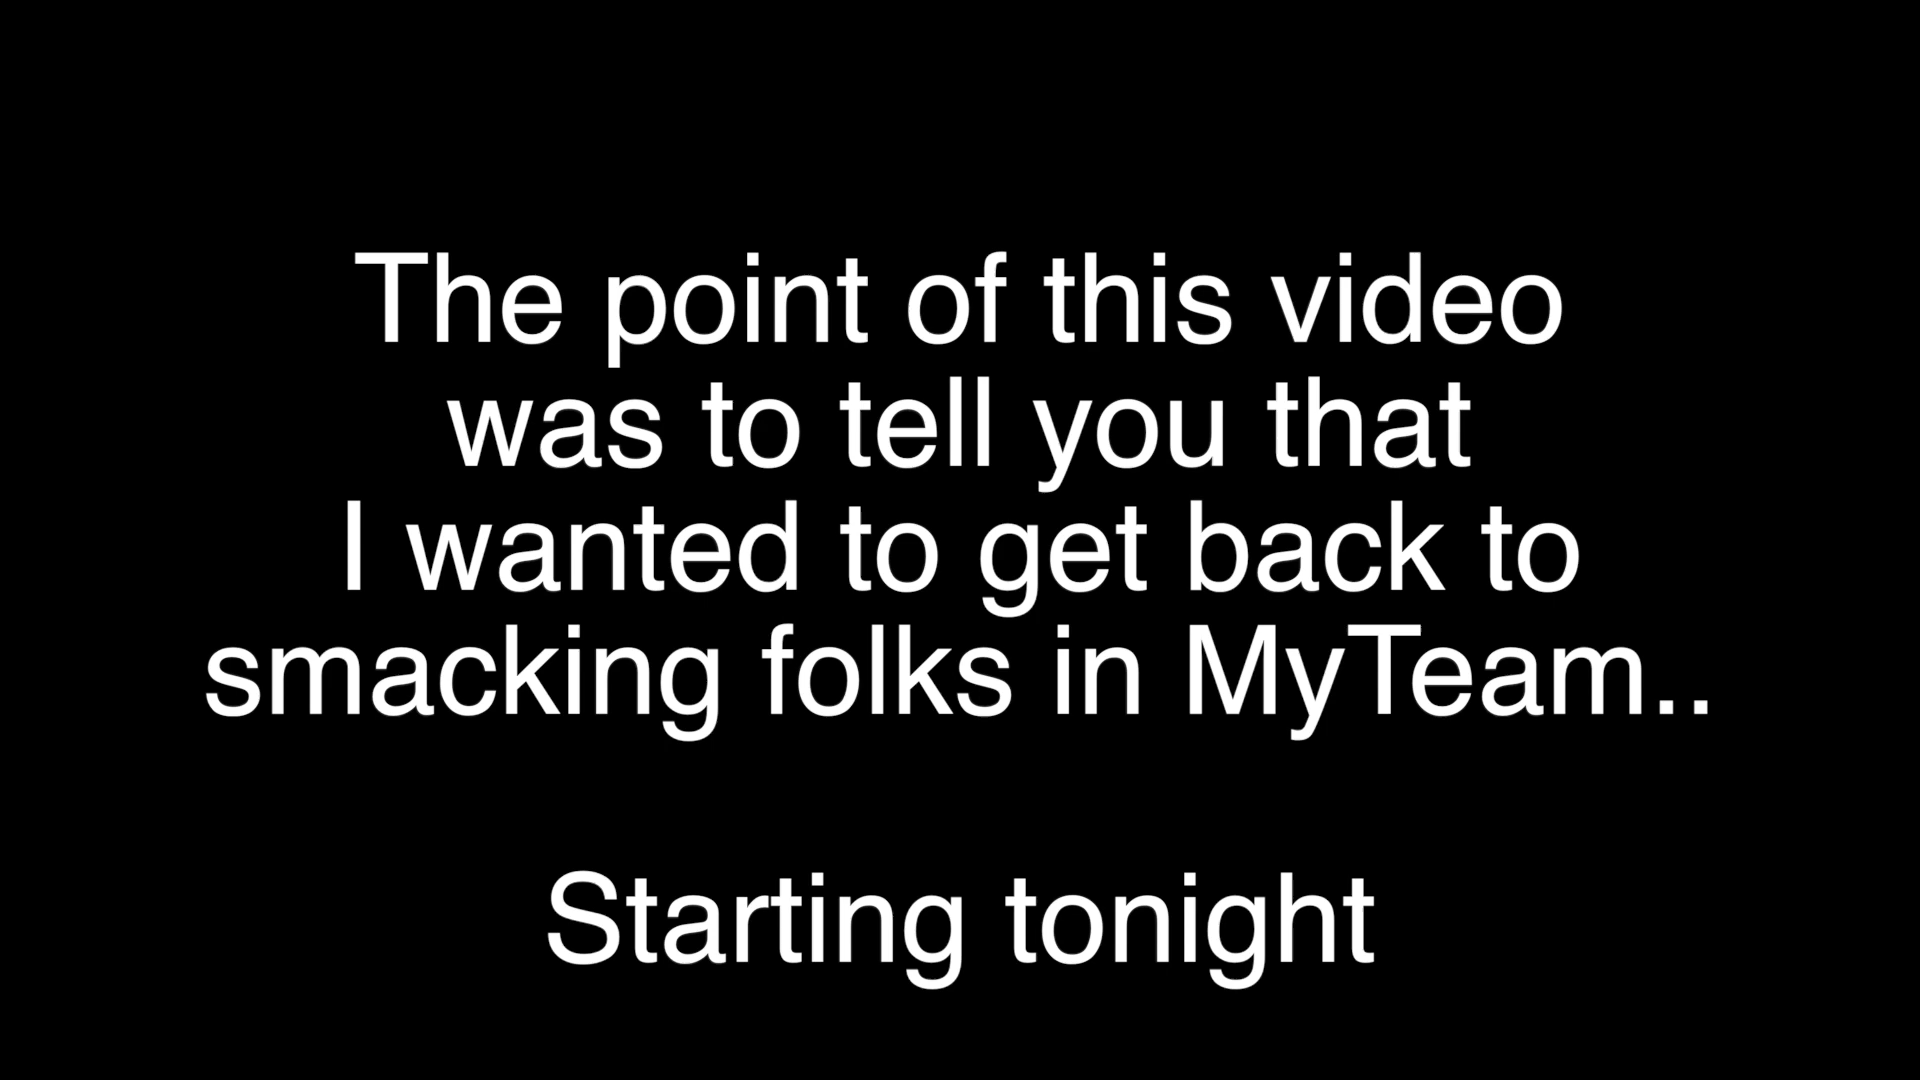 The point of this video
was to tell you that
I wanted to get back to
smacking folks in MyTeam..
Starting tonight